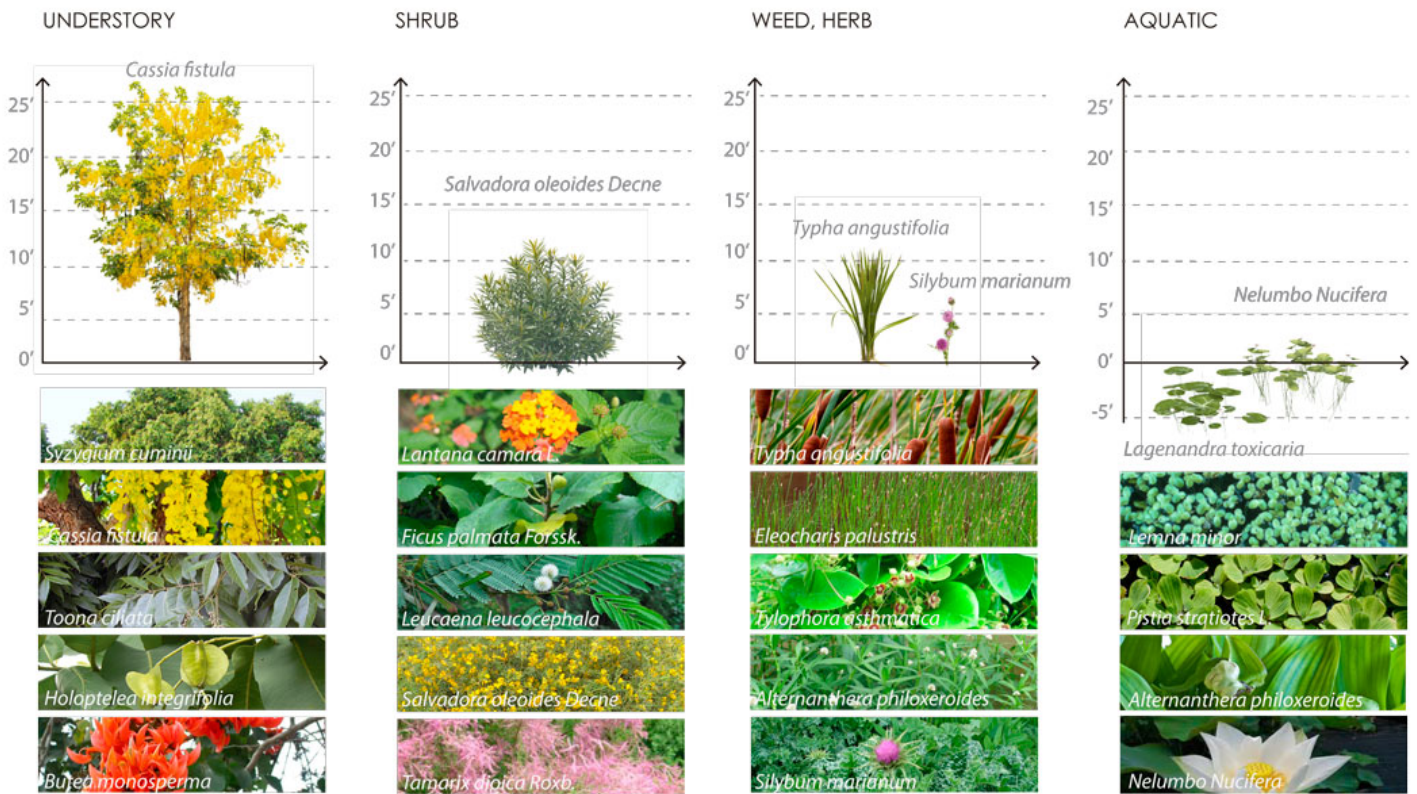 UNDERSTORY
Cassia fistula
25'
20'
15'
10'
5'
0'
Syzygium cuminii
Cassia fistula
Toona ciliata
Holoptelea integrifolia
Butea monosperma
SHRUB
25'
20'
15'
10'
5'
0'
Salvadora oleoides Decne
Lantana camara L.
Ficus palmata Forssk.
Leucaena leucocephala
Salvadora oleoides Decne
Tamarix dioica Roxb.
WEED, HERB
25'
20'
15'
10'
5'
0'
Typha angustifolia
Silybum marianum
Typha angustifolia
Eleocharis palustris
Tylophora asthmatica
Alternanthera philoxeroides
Silybum marianum
AQUATIC
25'
20'
15'
10'
5'
0'
-5'
Nelumbo Nucifera
Lagenandra toxicaria
Lemna minor
Pistia stratiotes L.
Alternanthera philoxeroides
Nelumbo Nucifera